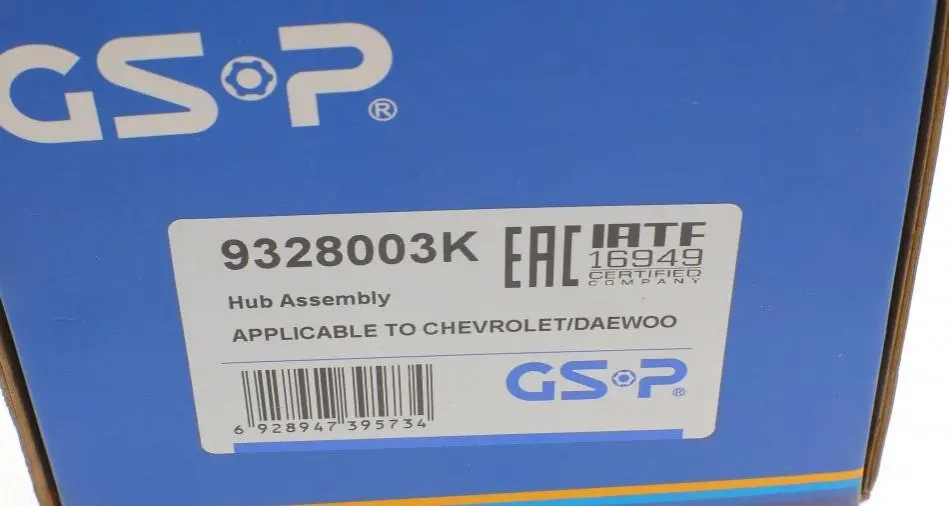 GS·P®
9328003K
EAC
IATF
16949
CERTIFIED
COMPANY
Hub Assembly
APPLICABLE TO CHEVROLET/DAEWOO
6 928947 395734
GS·P®